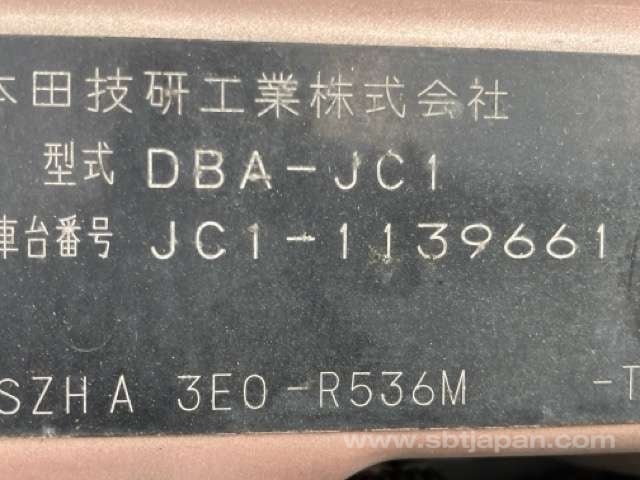 本田技研工業株式会社
型式 DBA-JC1
車台番号 JC1-1139661
SZHA 3E0-R536M -T
www.sbtjapan.com